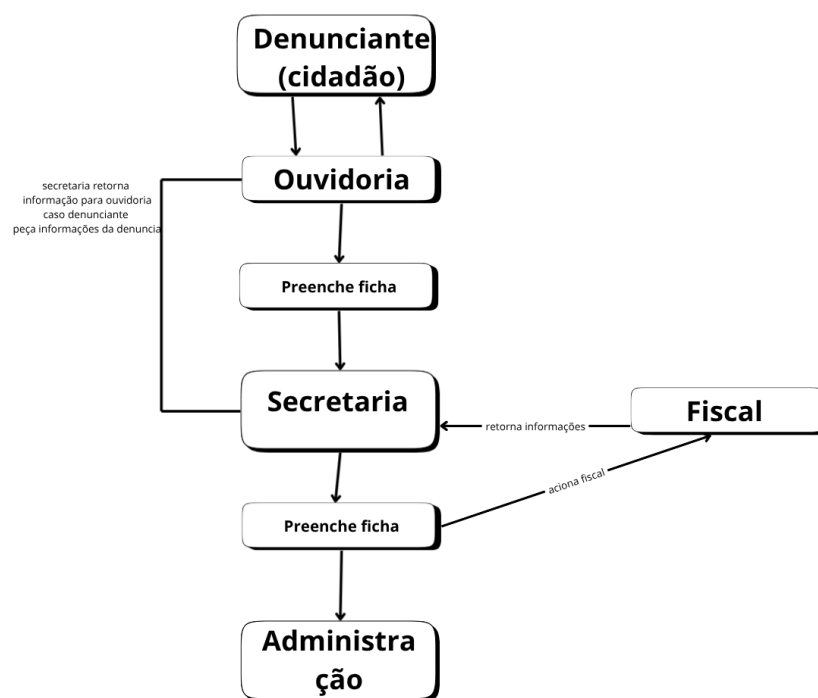 Denunciante
(cidadão)
Ouvidoria
secretaria retorna
informação para ouvidoria
caso denunciante
peça informações da denuncia
Preenche ficha
Secretaria
retorna informações
Fiscal
aciona fiscal
Preenche ficha
Administra
ção